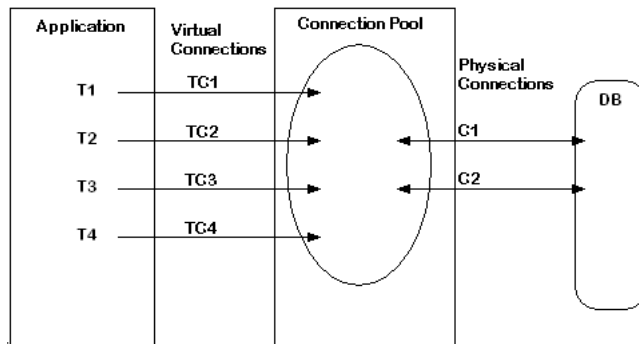 Application
Virtual
Connections
Connection Pool
Physical
Connections
DB
T1
TC1
T2
TC2
C1
T3
TC3
C2
T4
TC4